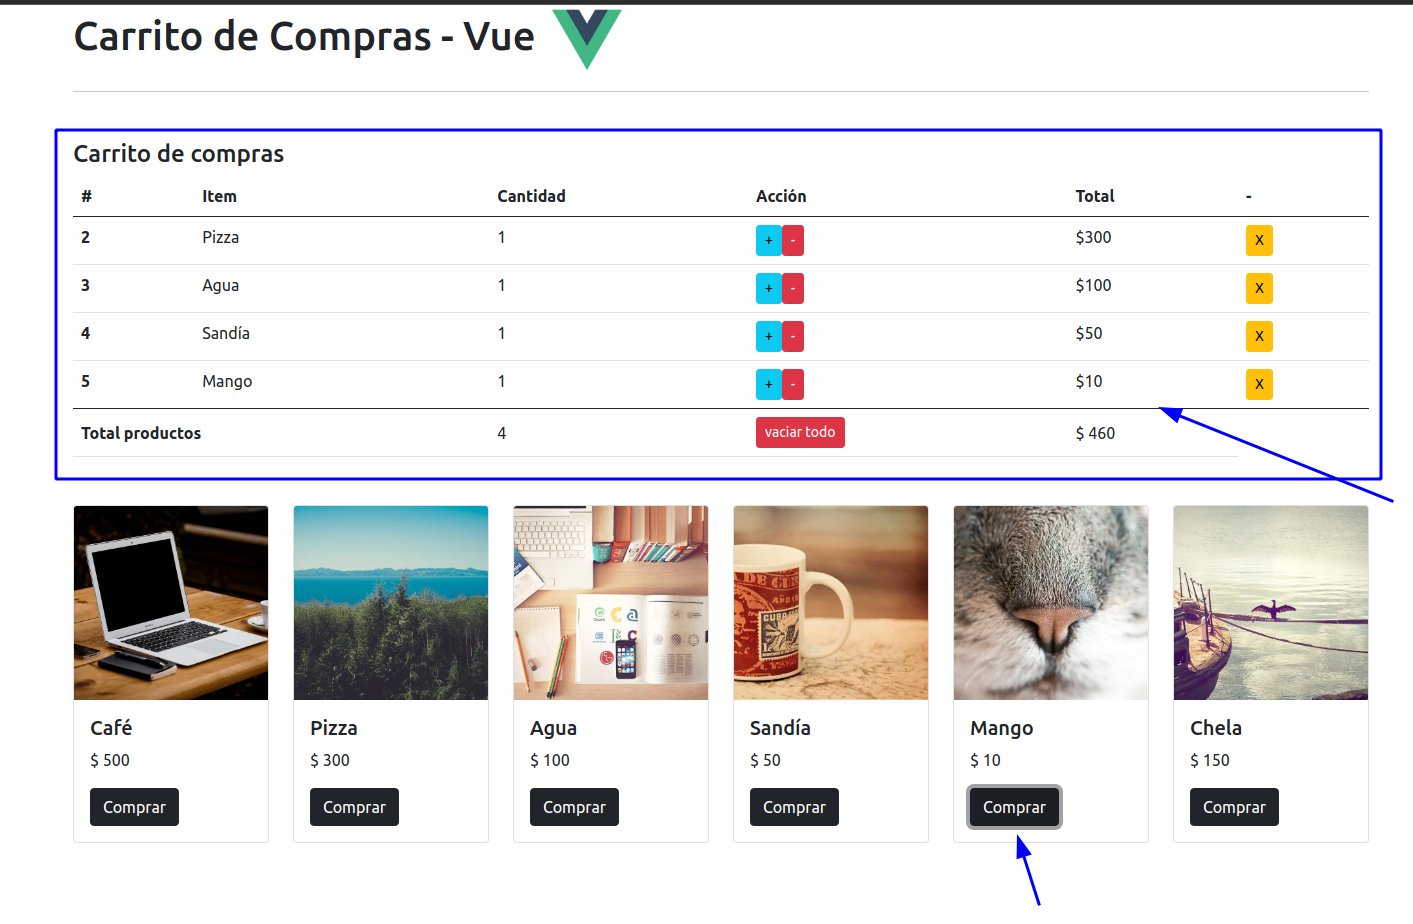 Carrito de Compras - Vue
Carrito de compras
# Item Cantidad Acción Total -
2 Pizza 1 + - $300 X
3 Agua 1 + - $100 X
4 Sandía 1 + - $50 X
5 Mango 1 + - $10 X
Total productos 4 vaciar todo $ 460
Café Pizza Agua Sandía Mango Chela
$ 500 $ 300 $ 100 $ 50 $ 10 $ 150
Comprar Comprar Comprar Comprar Comprar Comprar